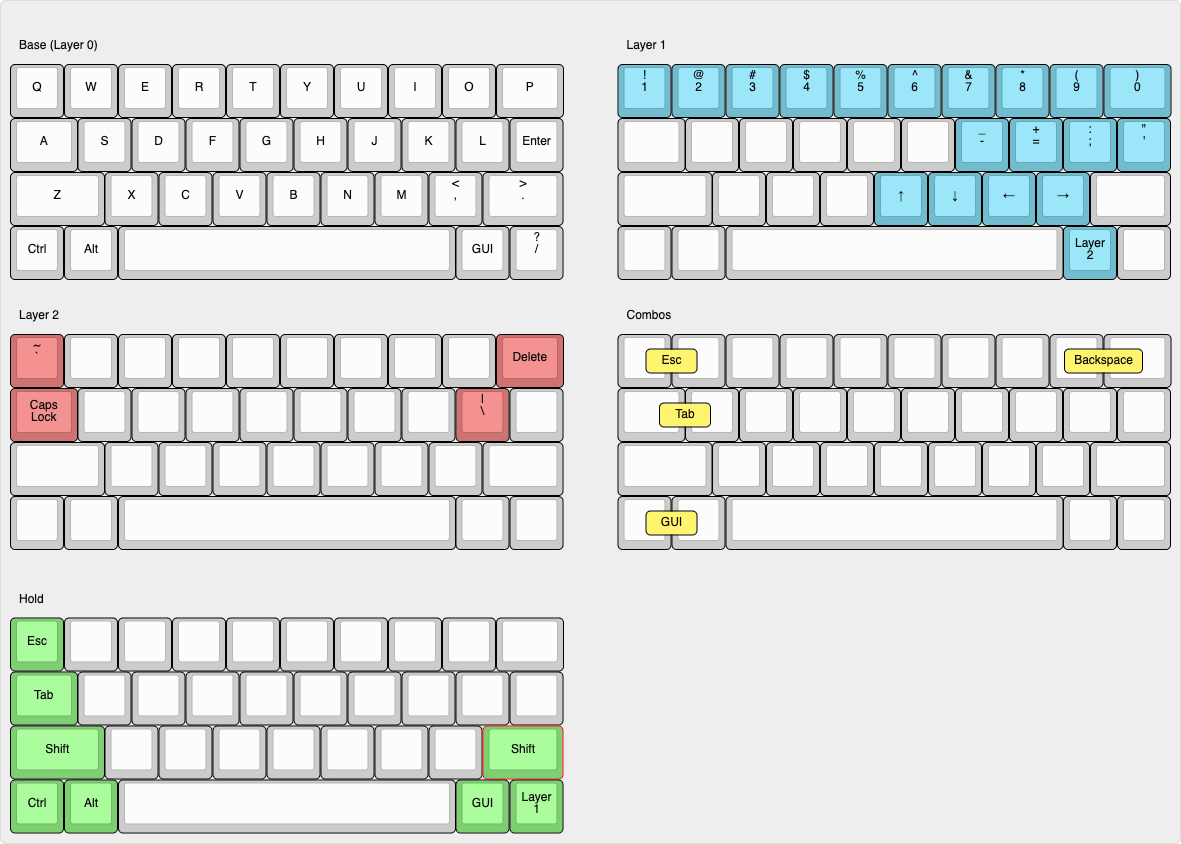 Base (Layer 0)
Q W E R T Y U I O P
A S D F G H J K L Enter
Z X C V B N M < , > .
Ctrl Alt GUI ? /
Layer 1
! 1 @ 2 # 3 $ 4 % 5 ^ 6 & 7 * 8 ( 9 ) 0
_ - + = : ; " '
↑ ↓ ← →
Layer 2
Layer 2
~ ` Delete
Caps Lock | \
Combos
Esc Backspace
Tab
GUI
Hold
Esc
Tab
Shift Shift
Ctrl Alt GUI Layer 1